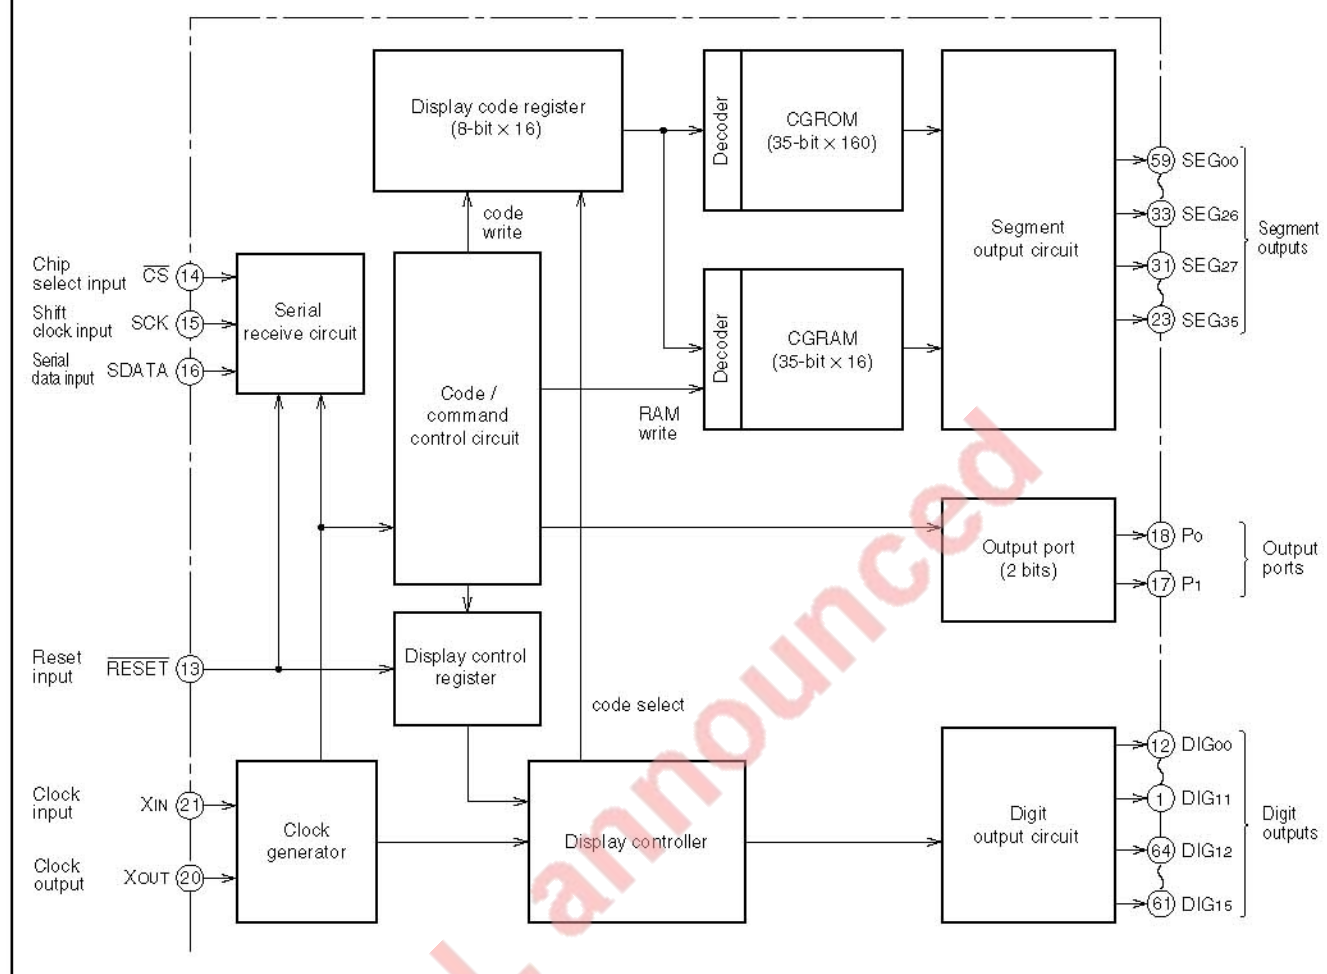 Display code register
(8-bit × 16)
Decoder
CGROM
(35-bit × 160)
59 SEG00
code
write
Segment
output circuit
33 SEG26
Segment
outputs
Chip
select input
CS 14
31 SEG27
Serial
receive circuit
Shift
clock input
SCK 15
Decoder
CGRAM
(35-bit × 16)
23 SEG35
Serial
data input
SDATA 16
Code /
command
control circuit
RAM
write
Output port
(2 bits)
18 P0
17 P1
Output
ports
Reset
input
RESET 13
Display control
register
code select
12 DIG00
Clock
input
XIN 21
1 DIG11
Clock
generator
Display controller
Digit
output circuit
Digit
outputs
64 DIG12
Clock
output
XOUT 20
61 DIG15
announced